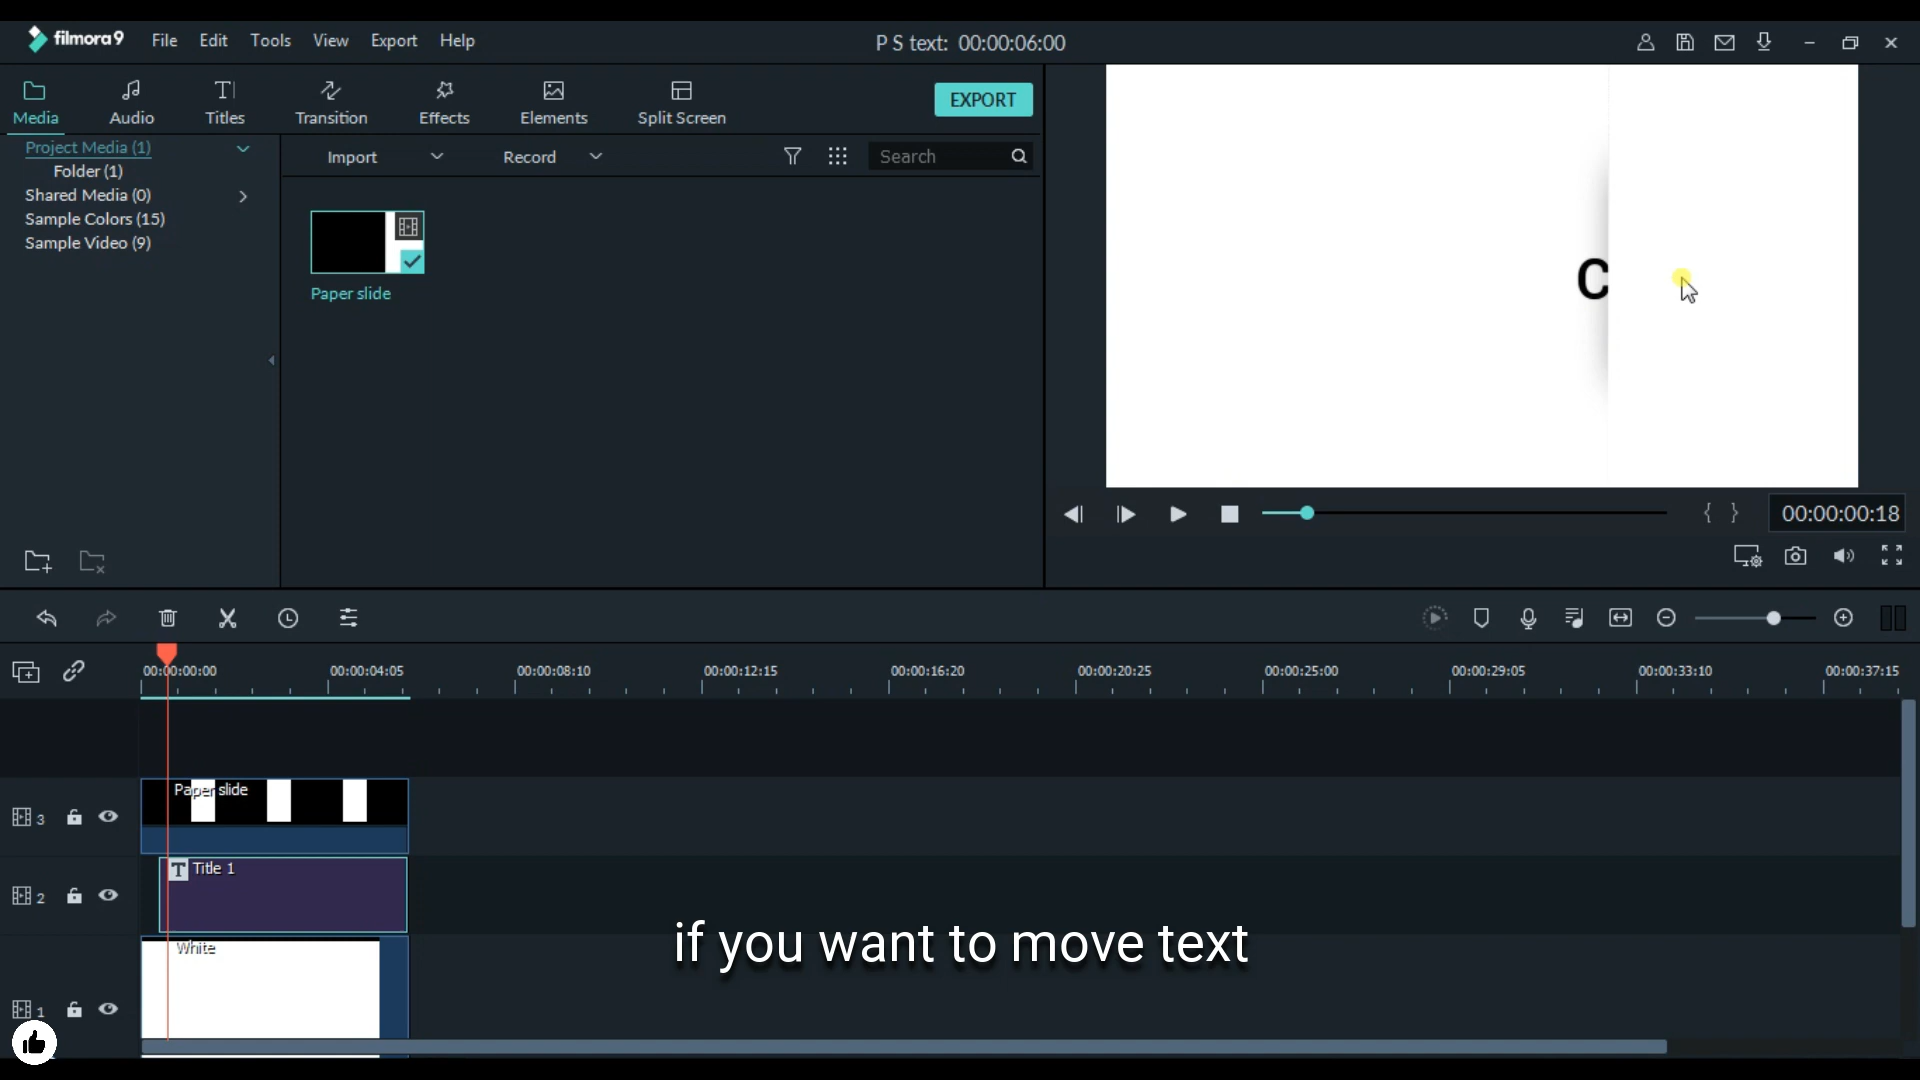 filmora9 File Edit Tools View Export Help P S text: 00:00:06:00
Media Audio Titles Transition Effects Elements Split Screen EXPORT
Project Media (1)
Folder (1)
Shared Media (0)
Sample Colors (15)
Sample Video (9)
Import Record Search
Paper slide
C
00:00:00:18
00:00:00:00 00:00:04:05 00:00:08:10 00:00:12:15 00:00:16:20 00:00:20:25 00:00:25:00 00:00:29:05 00:00:33:10 00:00:37:15
3 Paper slide
2 T Title 1
1 White
if you want to move text